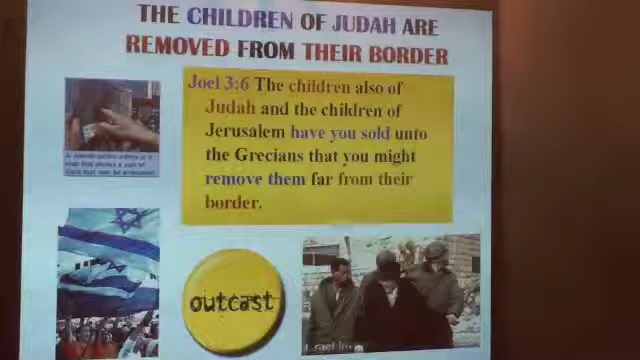 THE CHILDREN OF JUDAH ARE
REMOVED FROM THEIR BORDER
Joel 3:6 The children also of
Judah and the children of
Jerusalem have you sold unto
the Grecians that you might
remove them far from their
border.
outcast